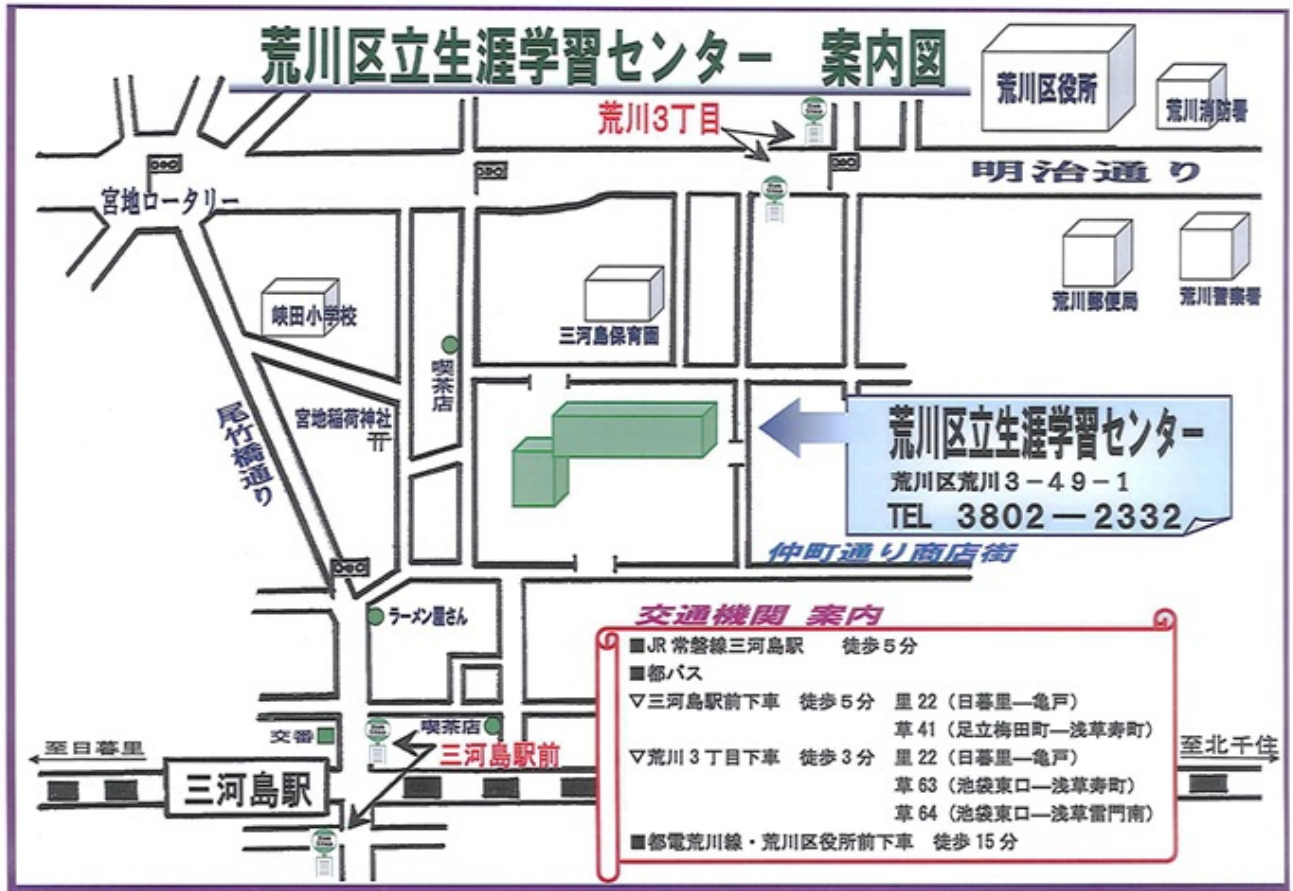 荒川区立生涯学習センター 案内図
荒川区役所
荒川消防署
荒川3丁目
明治通り
宮地ロータリー
荒川郵便局
荒川警察署
峡田小学校
三河島保育園
喫茶店
宮地稲荷神社
尾竹橋通り
荒川区立生涯学習センター
荒川区荒川3-49-1
TEL 3802-2332
仲町通り商店街
ラーメン屋さん
交通機関 案内
■JR 常磐線三河島駅 徒歩5分
■都バス
▽三河島駅前下車 徒歩5分 里22（日暮里―亀戸）
草41（足立梅田町―浅草寿町）
▽荒川3丁目下車 徒歩3分 里22（日暮里―亀戸）
草63（池袋東口―浅草寿町）
草64（池袋東口―浅草雷門南）
■都電荒川線・荒川区役所前下車 徒歩15分
交番
喫茶店
三河島駅前
至日暮里
至北千住
三河島駅